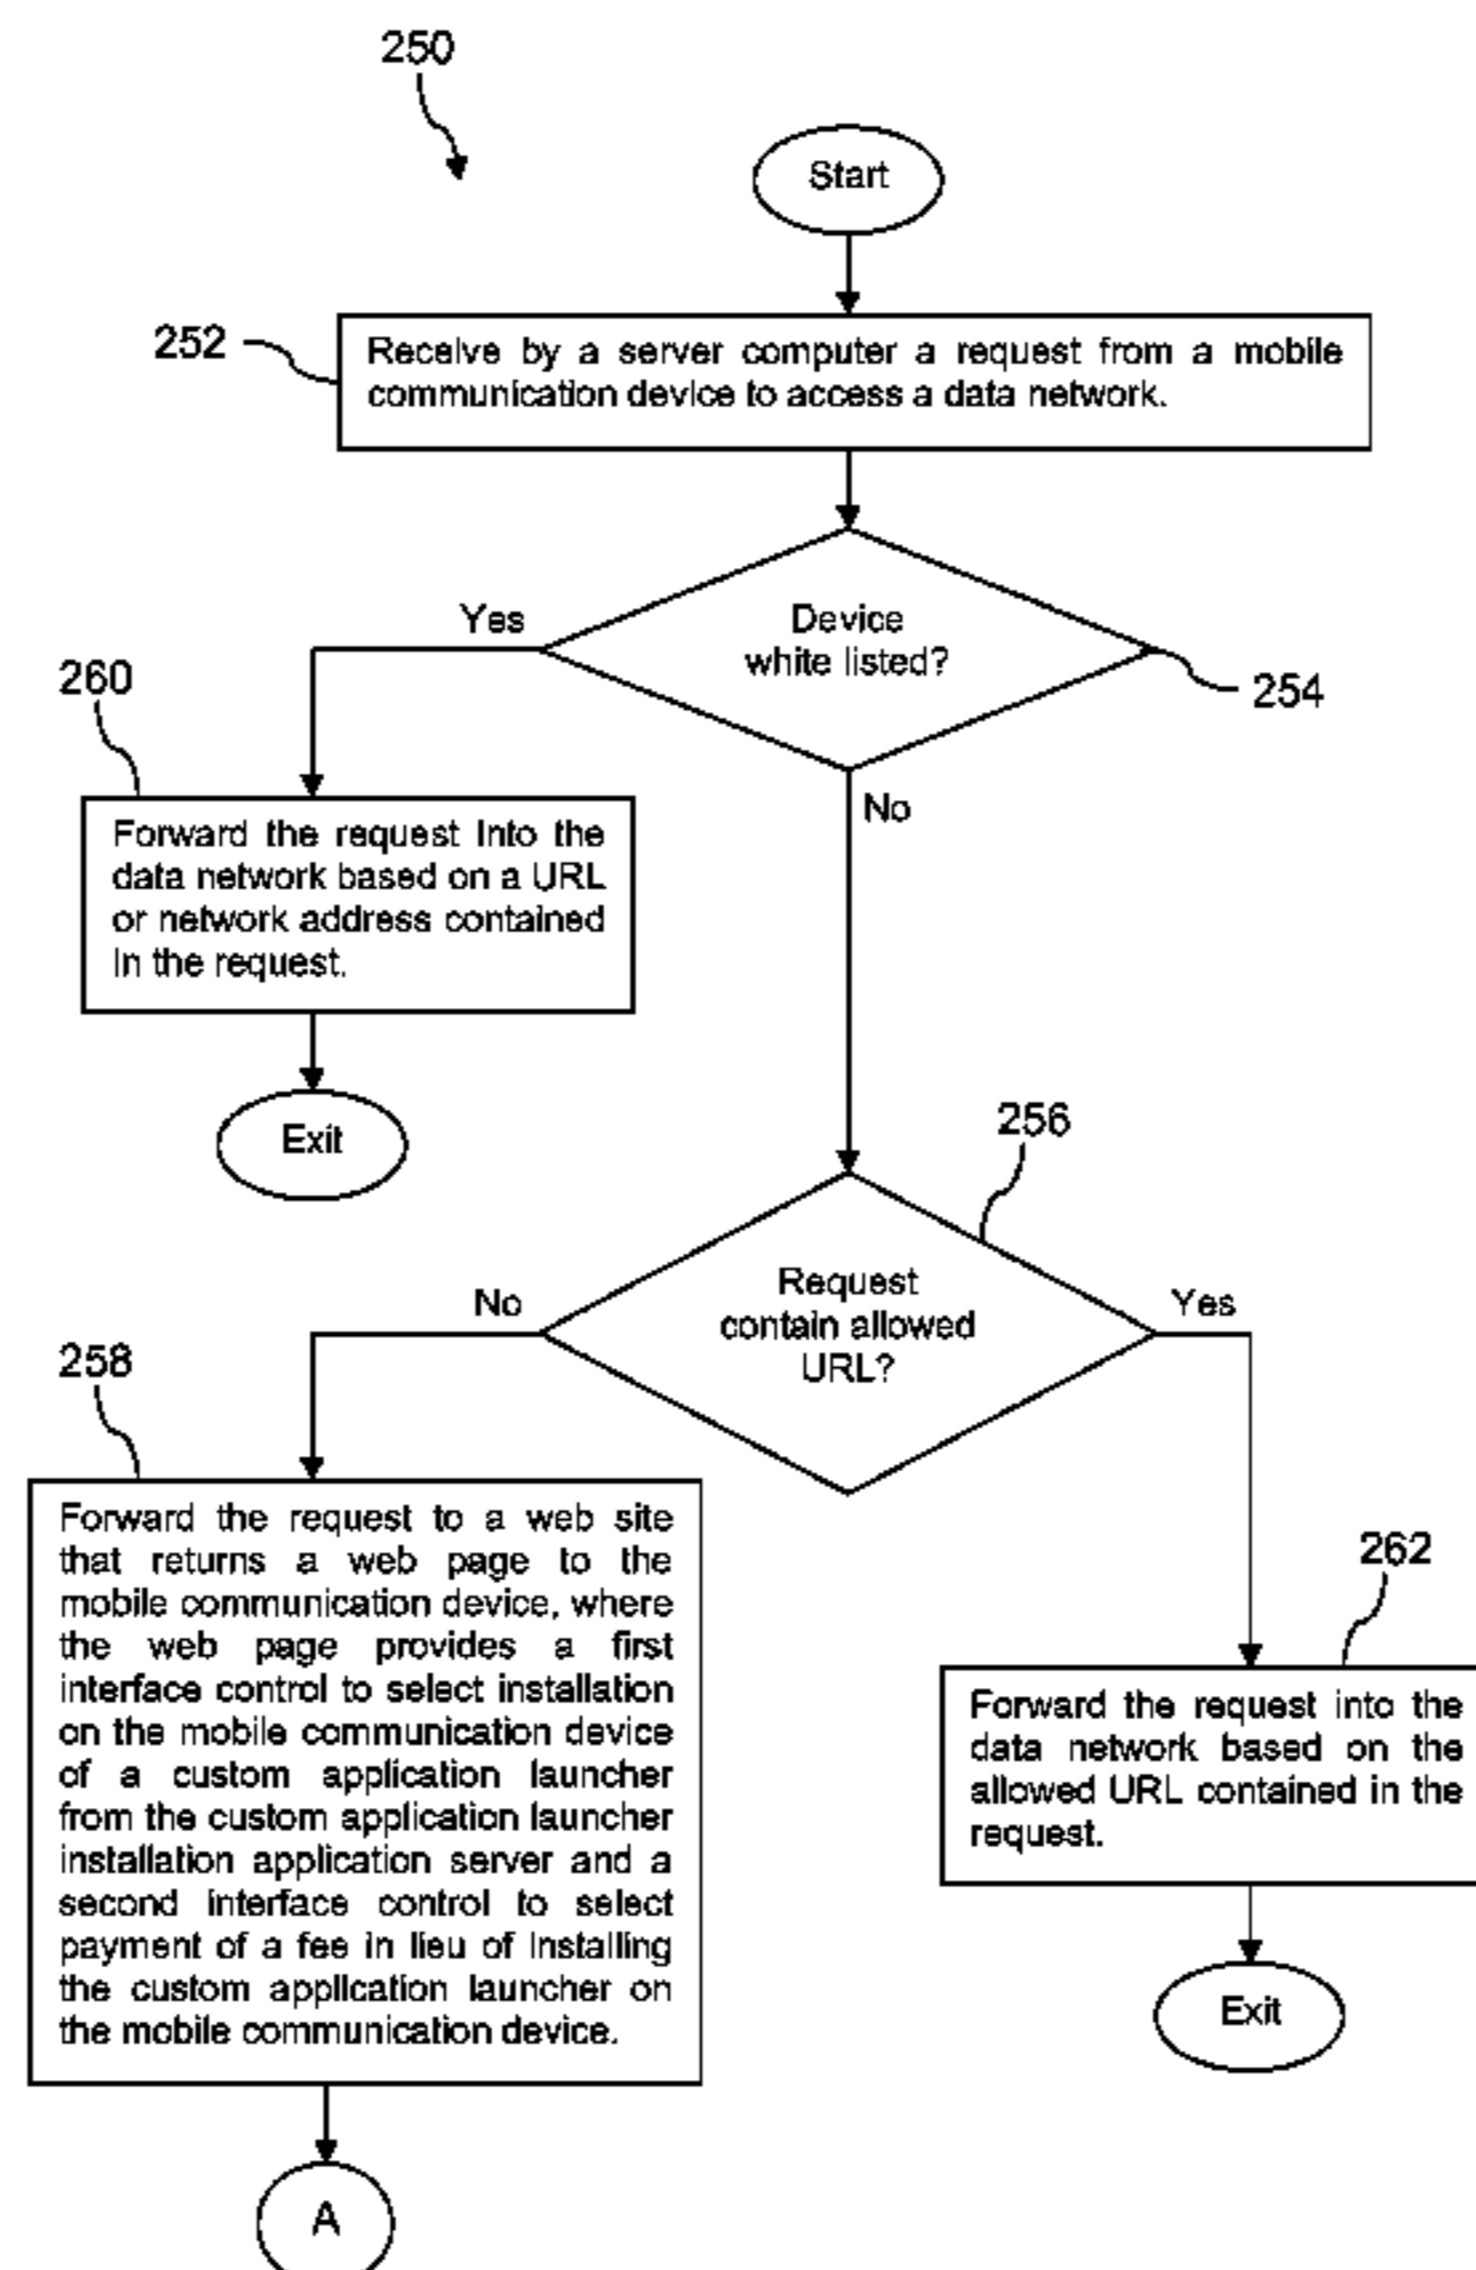 250
Start
252
Receive by a server computer a request from a mobile
communication device to access a data network.
Yes
Device
white listed?
254
260
No
Forward the request into the
data network based on a URL
or network address contained
in the request.
Exit
256
No
Request
contain allowed
URL?
Yes
258
Forward the request to a web site
that returns a web page to the
mobile communication device, where
the web page provides a first
interface control to select installation
on the mobile communication device
of a custom application launcher
from the custom application launcher
installation application server and a
second interface control to select
payment of a fee in lieu of installing
the custom application launcher on
the mobile communication device.
262
Forward the request into the
data network based on the
allowed URL contained in the
request.
Exit
A